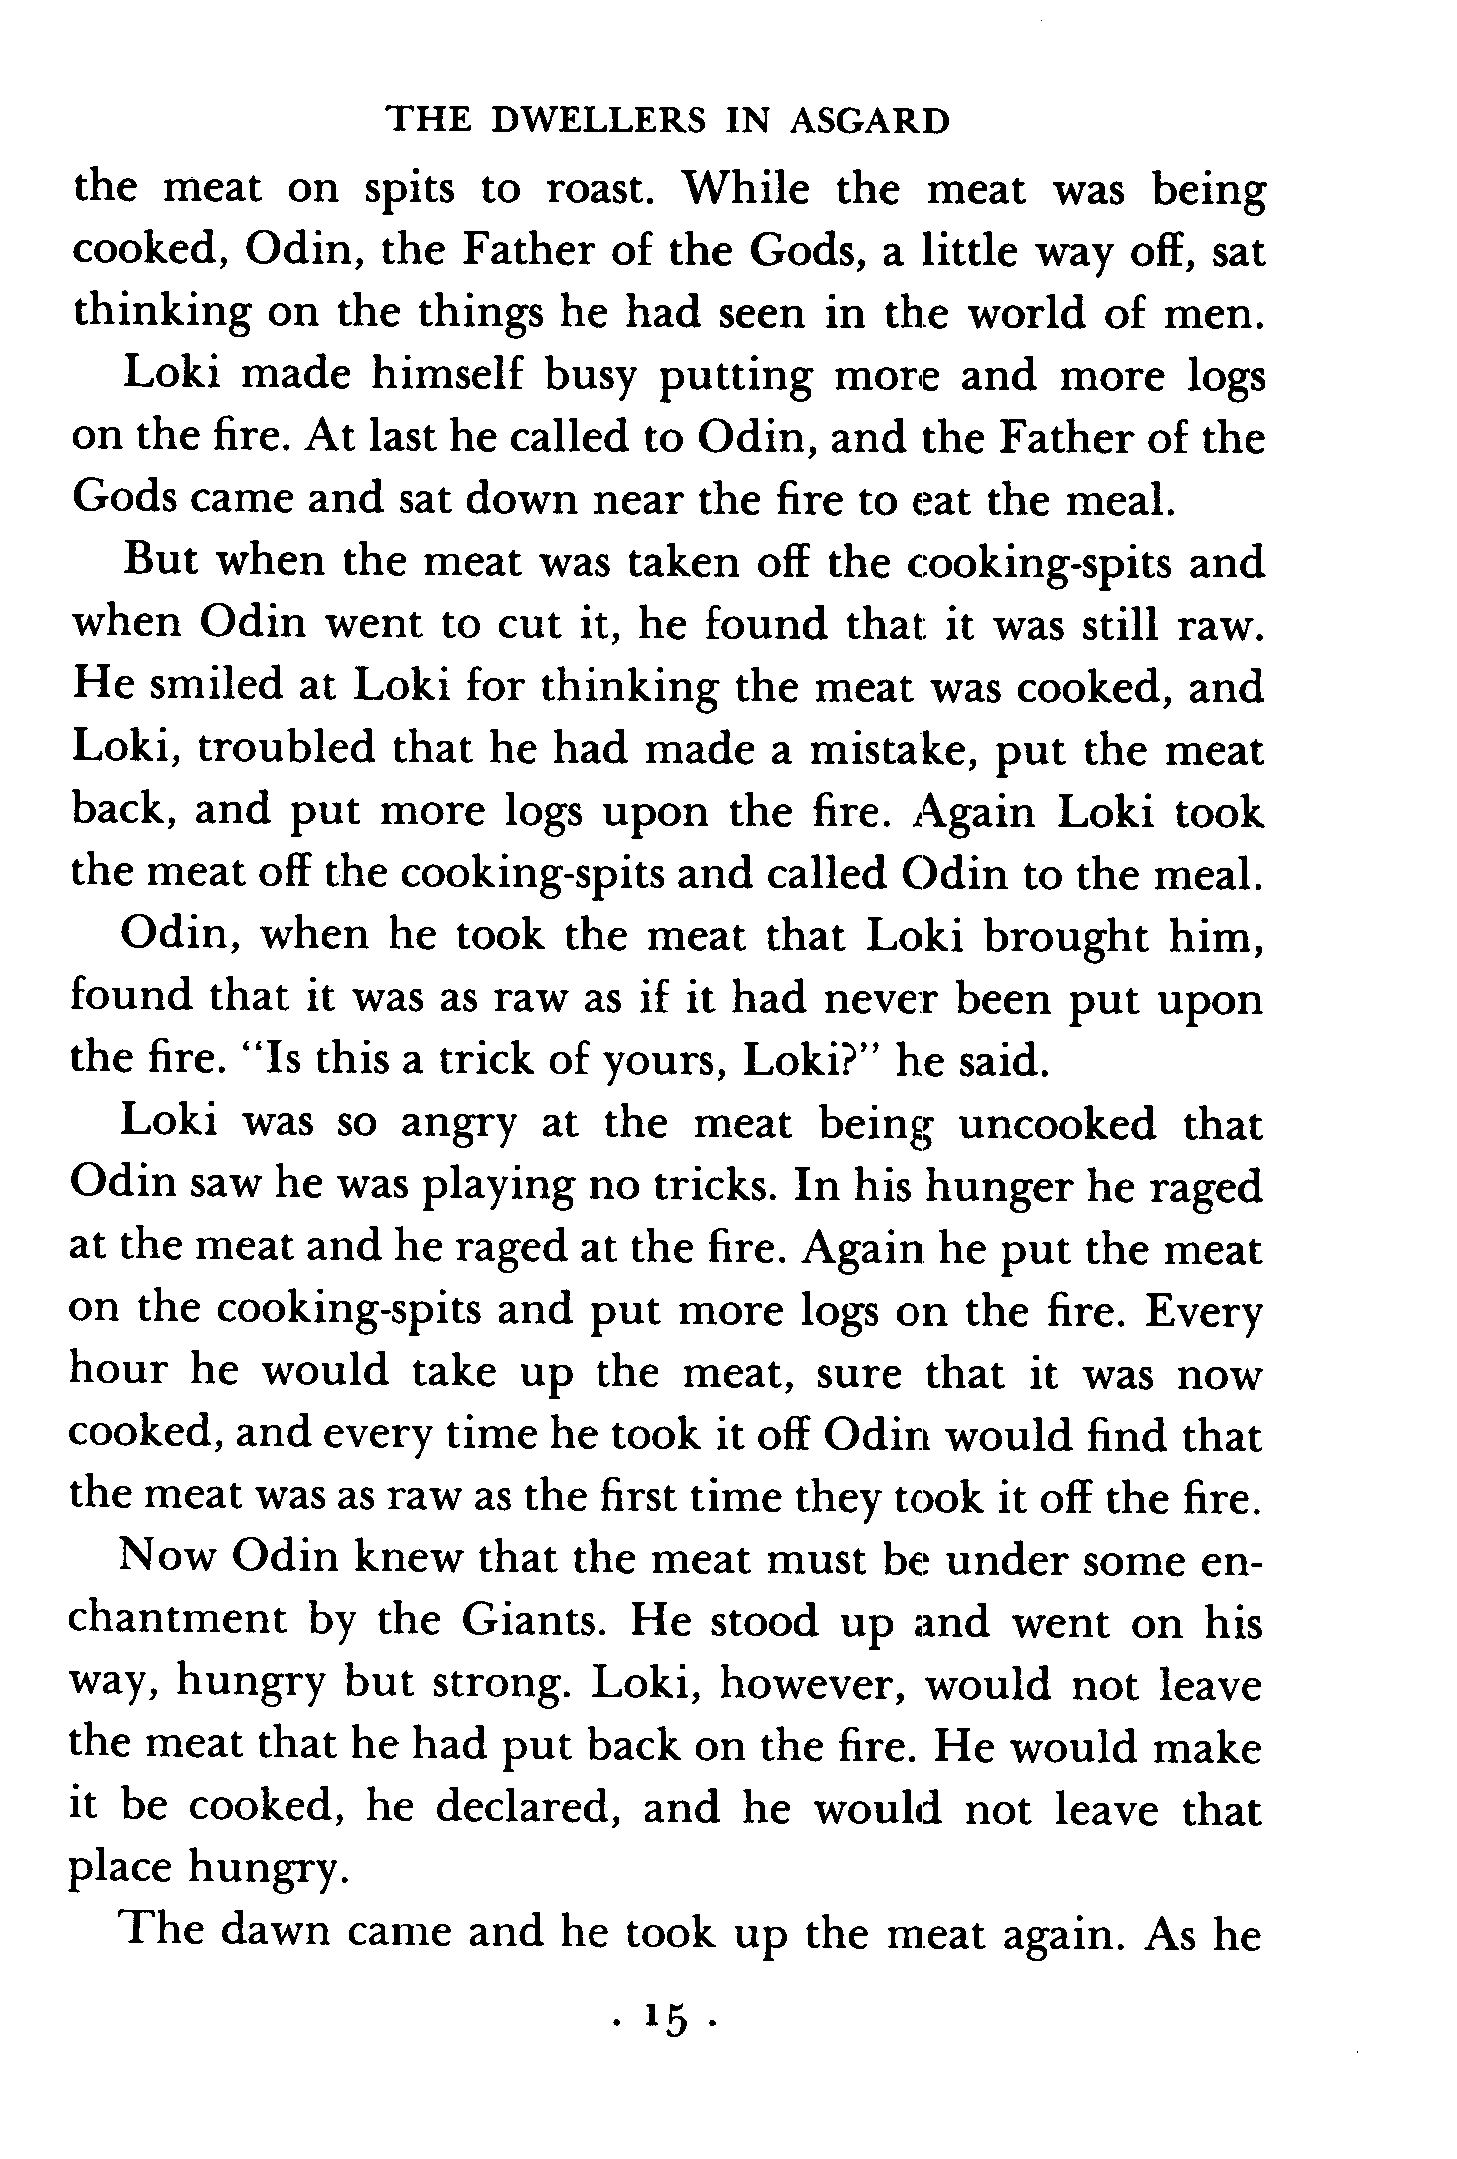 THE DWELLERS IN ASGARD
the meat on spits to roast. While the meat was being
cooked, Odin, the Father of the Gods, a little way off, sat
thinking on the things he had seen in the world of men.
Loki made himself busy putting more and more logs
on the fire. At last he called to Odin, and the Father of the
Gods came and sat down near the fire to eat the meal.
But when the meat was taken off the cooking-spits and
when Odin went to cut it, he found that it was still raw.
He smiled at Loki for thinking the meat was cooked, and
Loki, troubled that he had made a mistake, put the meat
back, and put more logs upon the fire. Again Loki took
the meat off the cooking-spits and called Odin to the meal.
Odin, when he took the meat that Loki brought him,
found that it was as raw as if it had never been put upon
the fire. “Is this a trick of yours, Loki?” he said.
Loki was so angry at the meat being uncooked that
Odin saw he was playing no tricks. In his hunger he raged
at the meat and he raged at the fire. Again he put the meat
on the cooking-spits and put more logs on the fire. Every
hour he would take up the meat, sure that it was now
cooked, and every time he took it off Odin would find that
the meat was as raw as the first time they took it off the fire.
Now Odin knew that the meat must be under some en-
chantment by the Giants. He stood up and went on his
way, hungry but strong. Loki, however, would not leave
the meat that he had put back on the fire. He would make
it be cooked, he declared, and he would not leave that
place hungry.
The dawn came and he took up the meat again. As he
· 15 ·